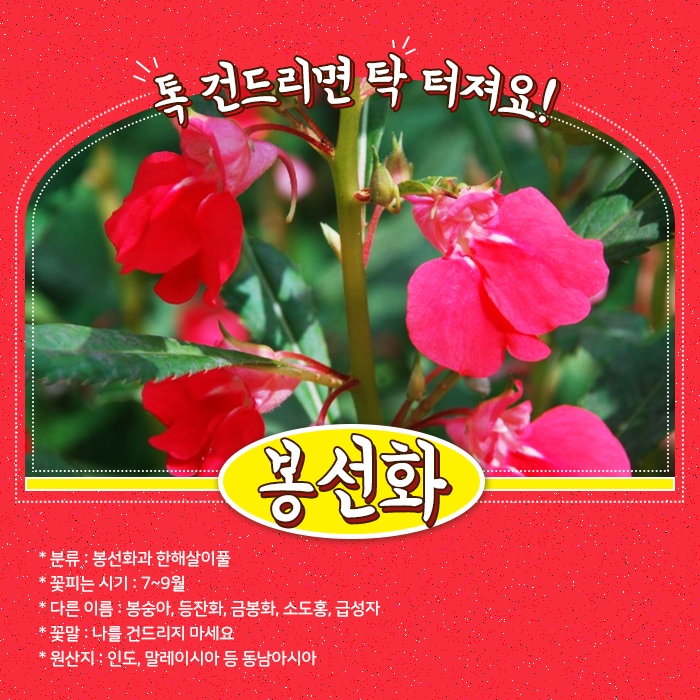 톡 건드리면 탁 터져요!
봉선화
* 분류 : 봉선화과 한해살이풀
* 꽃피는 시기 : 7~9월
* 다른 이름 : 봉숭아, 등잔화, 금봉화, 소도홍, 급성자
* 꽃말 : 나를 건드리지 마세요
* 원산지 : 인도, 말레이시아 등 동남아시아